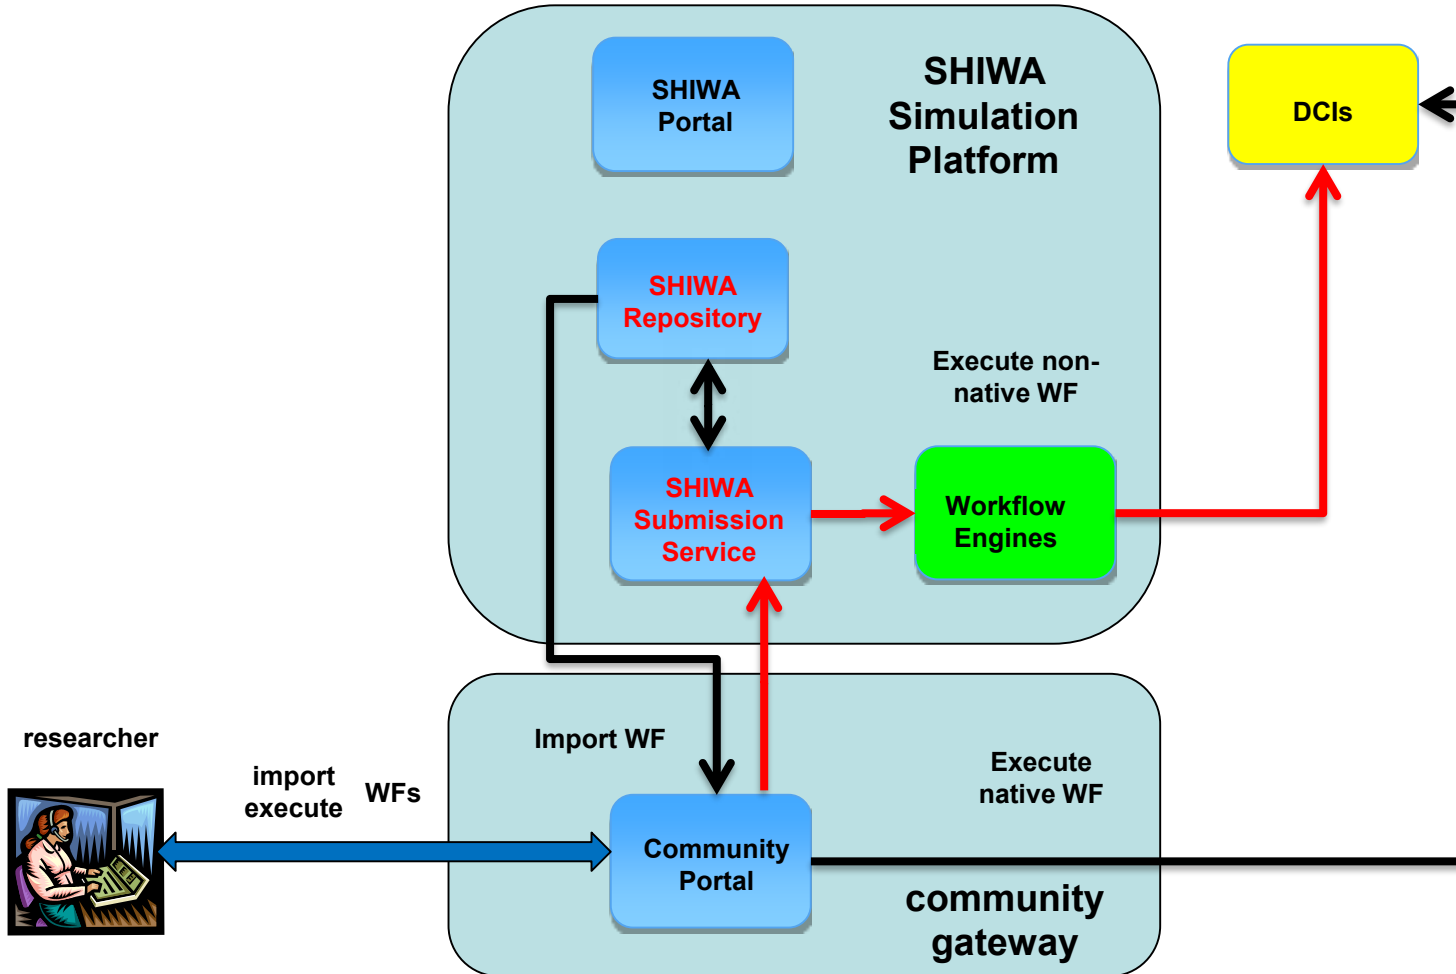 SHIWA
Portal
SHIWA
Simulation
Platform
DCIs
SHIWA
Repository
Execute non-
native WF
SHIWA
Submission
Service
Workflow
Engines
researcher
import
execute
WFs
Import WF
Execute
native WF
Community
Portal
community
gateway